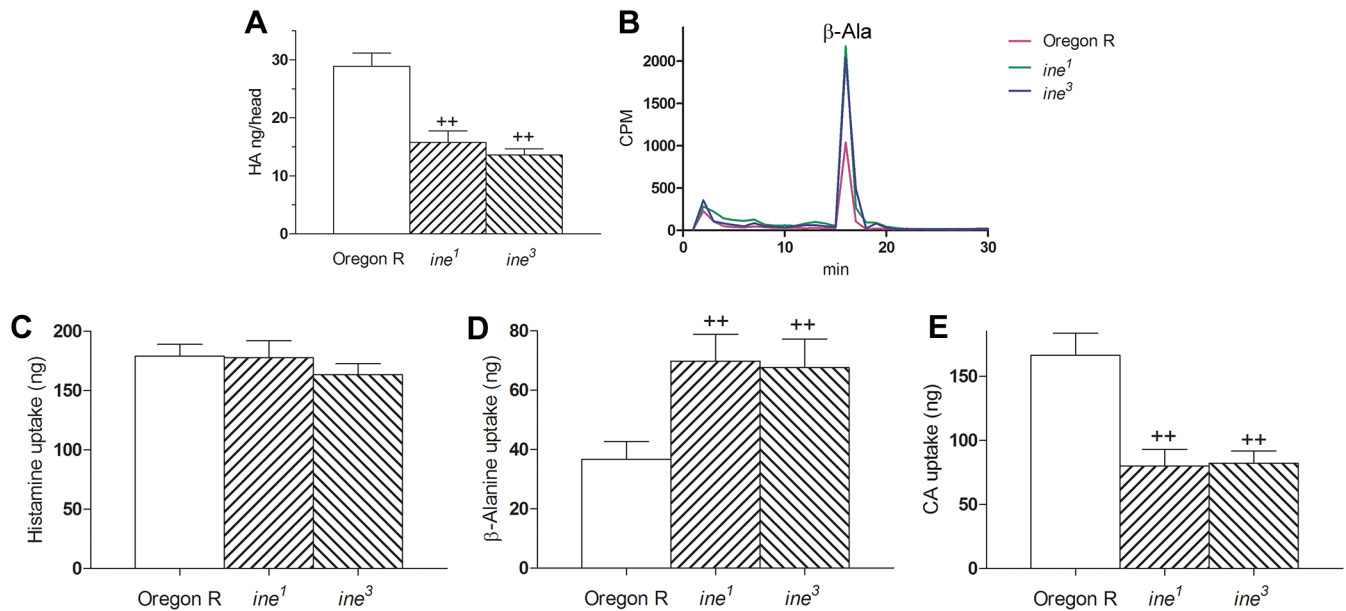 A
HA ng/head
30
20
10
0
++
++
Oregon R
ine¹
ine³
B
β-Ala
CPM
2000
1500
1000
500
0
0
10
20
30
min
Oregon R
ine¹
ine³
C
Histamine uptake (ng)
200
150
100
50
0
Oregon R
ine¹
ine³
D
β-Alanine uptake (ng)
80
60
40
20
0
++
++
Oregon R
ine¹
ine³
E
CA uptake (ng)
150
100
50
0
++
++
Oregon R
ine¹
ine³